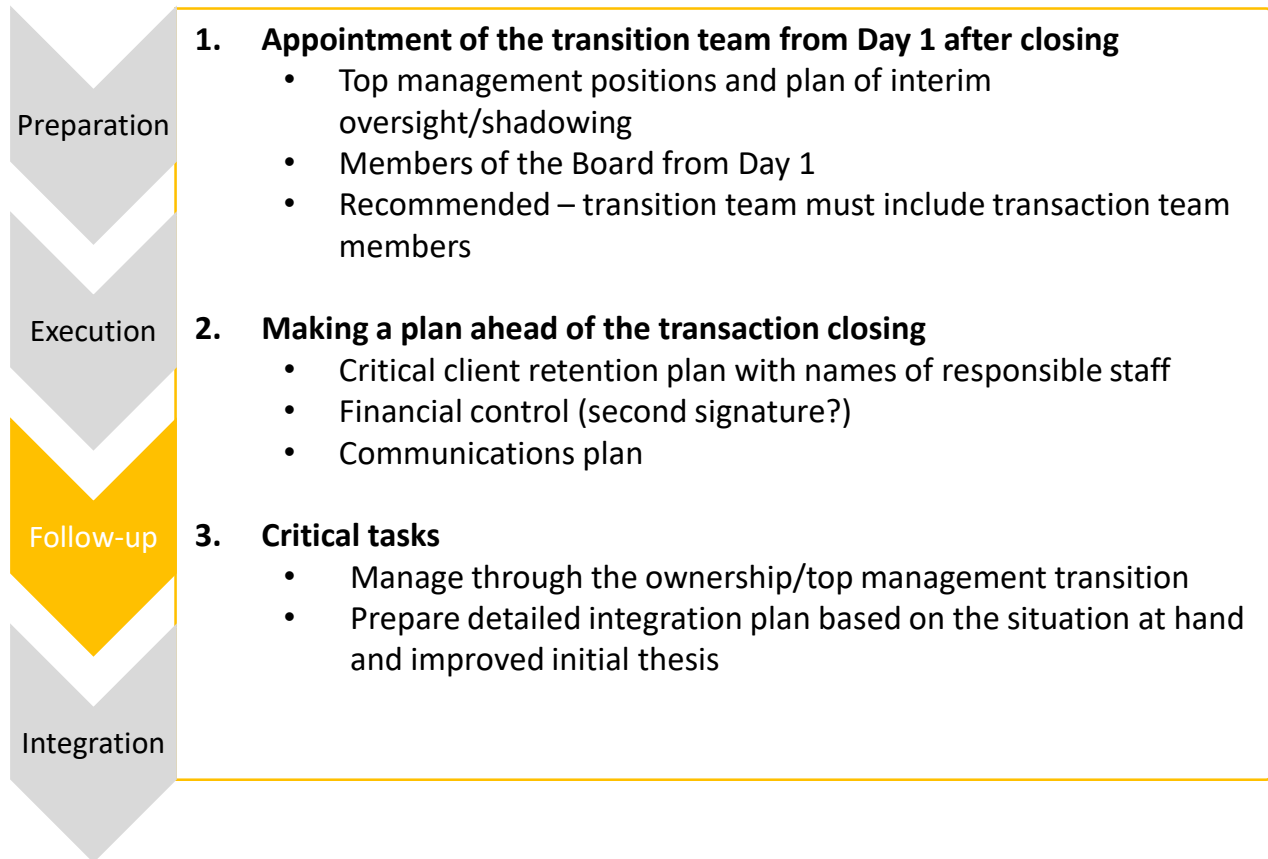 Preparation
Execution
Follow-up
Integration
1. Appointment of the transition team from Day 1 after closing
• Top management positions and plan of interim
oversight/shadowing
• Members of the Board from Day 1
• Recommended – transition team must include transaction team
members
2. Making a plan ahead of the transaction closing
• Critical client retention plan with names of responsible staff
• Financial control (second signature?)
• Communications plan
3. Critical tasks
• Manage through the ownership/top management transition
• Prepare detailed integration plan based on the situation at hand
and improved initial thesis